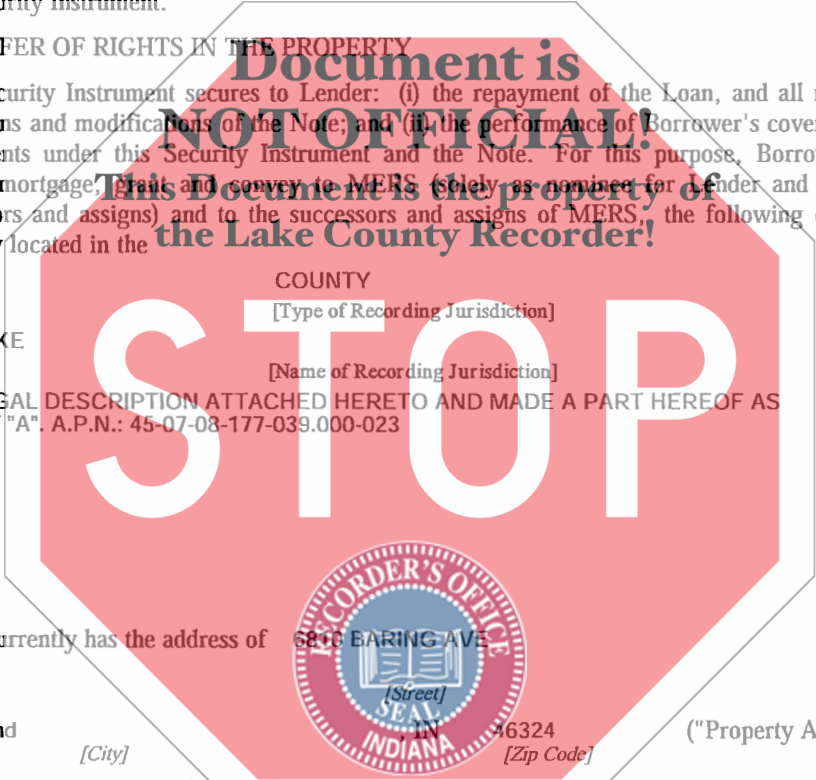 urity Instrument.
FER OF RIGHTS IN THE PROPERTY
Document is
NOT OFFICIAL!
This Document is the property of
the Lake County Recorder!
curity Instrument secures to Lender: (i) the repayment of the Loan, and all
ns and modifications of the Note; and (ii) the performance of Borrower's cover
nts under this Security Instrument and the Note. For this purpose, Borro
mortgage, grant and convey to MERS (solely as nominee for Lender and
rs and assigns) and to the successors and assigns of MERS, the following
located in the
COUNTY
[Type of Recording Jurisdiction]
KE
[Name of Recording Jurisdiction]
STOP
GAL DESCRIPTION ATTACHED HERETO AND MADE A PART HEREOF AS
"A". A.P.N.: 45-07-08-177-039.000-023
RECORDER'S OFFICE
SEAL
INDIANA
urrently has the address of 6810 BARING AVE
[Street]
nd , IN 46324 ("Property A
[City] [Zip Code]